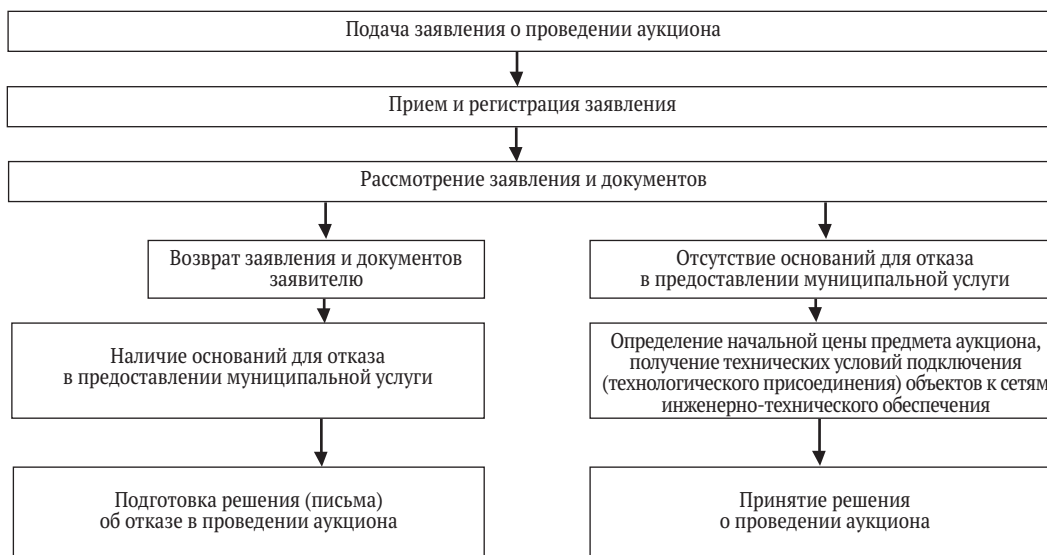 Подача заявления о проведении аукциона
Прием и регистрация заявления
Рассмотрение заявления и документов
Возврат заявления и документов
заявителю
Отсутствие оснований для отказа
в предоставлении муниципальной услуги
Наличие оснований для отказа
в предоставлении муниципальной услуги
Определение начальной цены предмета аукциона,
получение технических условий подключения
(технологического присоединения) объектов к сетям
инженерно-технического обеспечения
Подготовка решения (письма)
об отказе в проведении аукциона
Принятие решения
о проведении аукциона